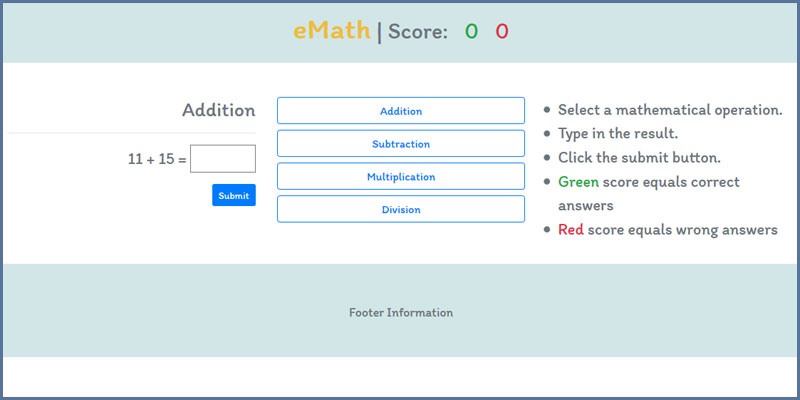 eMath | Score: 0 0
Addition
11 + 15 =
Submit
Addition
Subtraction
Multiplication
Division
Select a mathematical operation.
Type in the result.
Click the submit button.
Green score equals correct
answers
Red score equals wrong answers
Footer Information